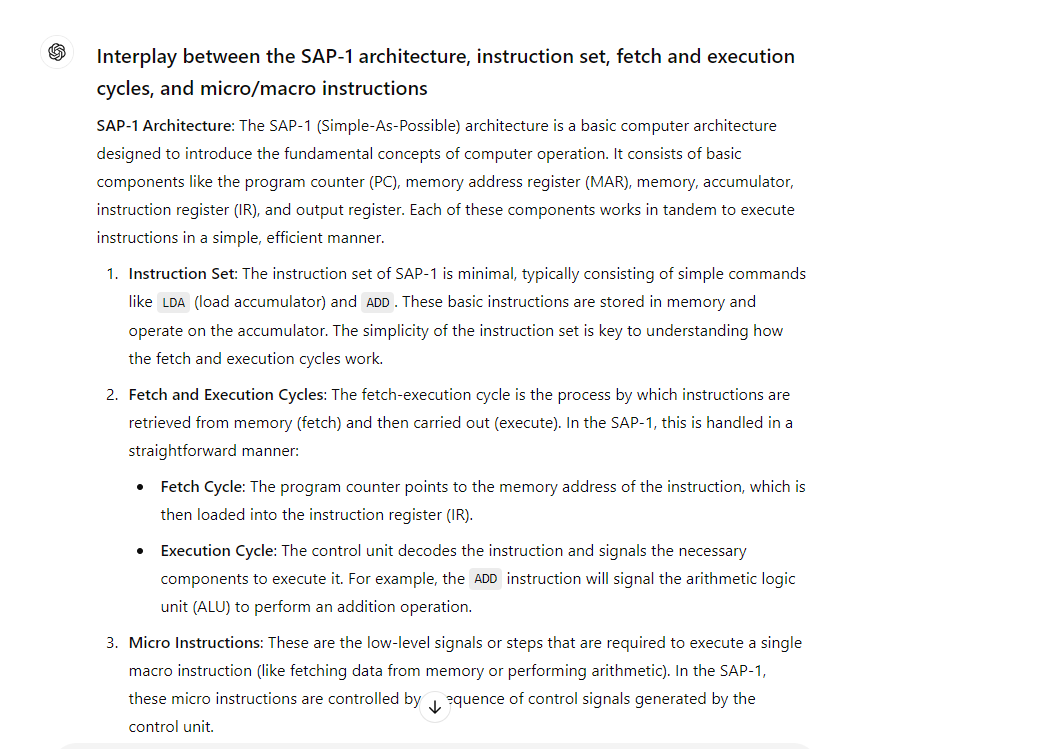 Interplay between the SAP-1 architecture, instruction set, fetch and execution
cycles, and micro/macro instructions
SAP-1 Architecture: The SAP-1 (Simple-As-Possible) architecture is a basic computer architecture
designed to introduce the fundamental concepts of computer operation. It consists of basic
components like the program counter (PC), memory address register (MAR), memory, accumulator,
instruction register (IR), and output register. Each of these components works in tandem to execute
instructions in a simple, efficient manner.
1. Instruction Set: The instruction set of SAP-1 is minimal, typically consisting of simple commands
like LDA (load accumulator) and ADD. These basic instructions are stored in memory and
operate on the accumulator. The simplicity of the instruction set is key to understanding how
the fetch and execution cycles work.
2. Fetch and Execution Cycles: The fetch-execution cycle is the process by which instructions are
retrieved from memory (fetch) and then carried out (execute). In the SAP-1, this is handled in a
straightforward manner:
• Fetch Cycle: The program counter points to the memory address of the instruction, which is
then loaded into the instruction register (IR).
• Execution Cycle: The control unit decodes the instruction and signals the necessary
components to execute it. For example, the ADD instruction will signal the arithmetic logic
unit (ALU) to perform an addition operation.
3. Micro Instructions: These are the low-level signals or steps that are required to execute a single
macro instruction (like fetching data from memory or performing arithmetic). In the SAP-1,
these micro instructions are controlled by equence of control signals generated by the
control unit.